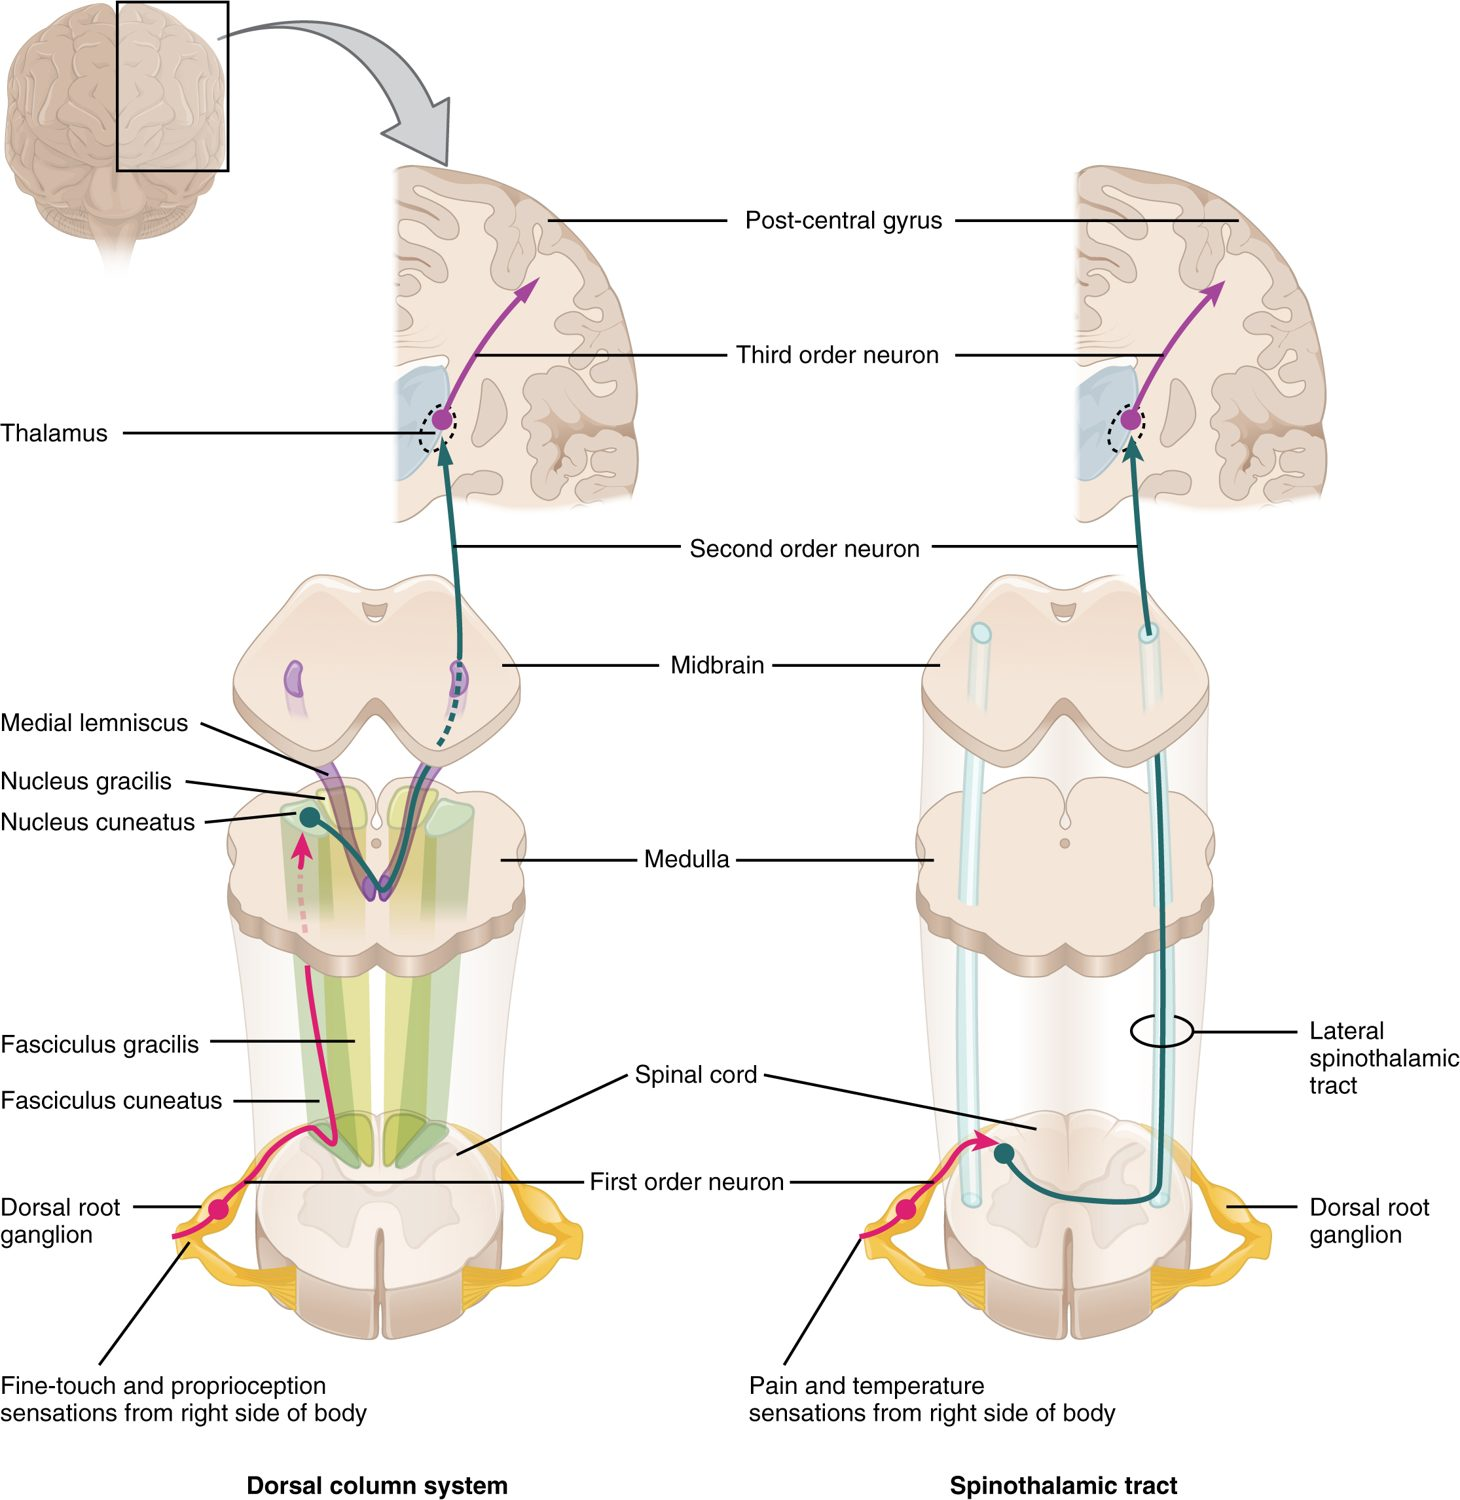 Post-central gyrus
Third order neuron
Thalamus
Second order neuron
Midbrain
Medial lemniscus
Nucleus gracilis
Nucleus cuneatus
Medulla
Fasciculus gracilis
Fasciculus cuneatus
Spinal cord
Lateral
spinothalamic
tract
First order neuron
Dorsal root
ganglion
Dorsal root
ganglion
Fine-touch and proprioception
sensations from right side of body
Pain and temperature
sensations from right side of body
Dorsal column system
Spinothalamic tract